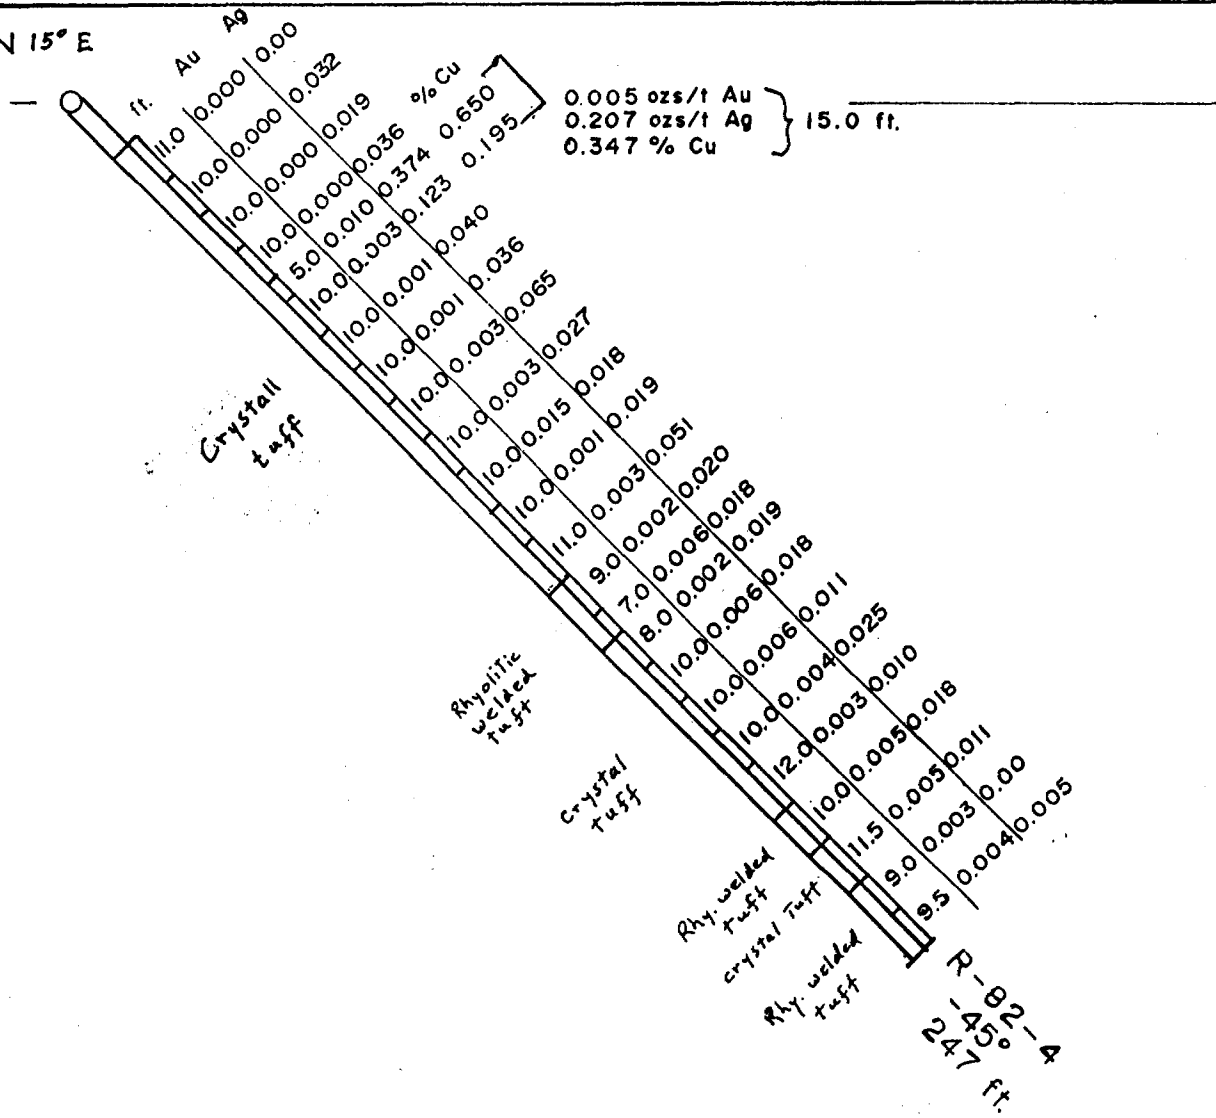 N 15° E
ft. Au Ag
11.0 0.000 0.00
10.0 0.000 0.032
10.0 0.000 0.019
10.0 0.000 0.036 % Cu
5.0 0.010 0.374 0.650
10.0 0.003 0.123 0.195
10.0 0.001 0.040
10.0 0.001 0.036
10.0 0.003 0.065
10.0 0.003 0.027
10.0 0.015 0.018
10.0 0.001 0.019
11.0 0.003 0.051
9.0 0.002 0.020
7.0 0.006 0.018
8.0 0.002 0.019
10.0 0.006 0.018
10.0 0.006 0.011
10.0 0.004 0.025
12.0 0.003 0.010
10.0 0.005 0.018
11.5 0.005 0.011
9.0 0.003 0.00
9.5 0.004 0.005
0.005 ozs/t Au
0.207 ozs/t Ag
0.347 % Cu
15.0 ft.
Crystall
tuff
Rhyolitic
welded
tuft
crystal
tuff
Rhy. welded
tuft
crystal Tuft
Rhy. welded
tuft
R-82-4
-45°
247 ft.